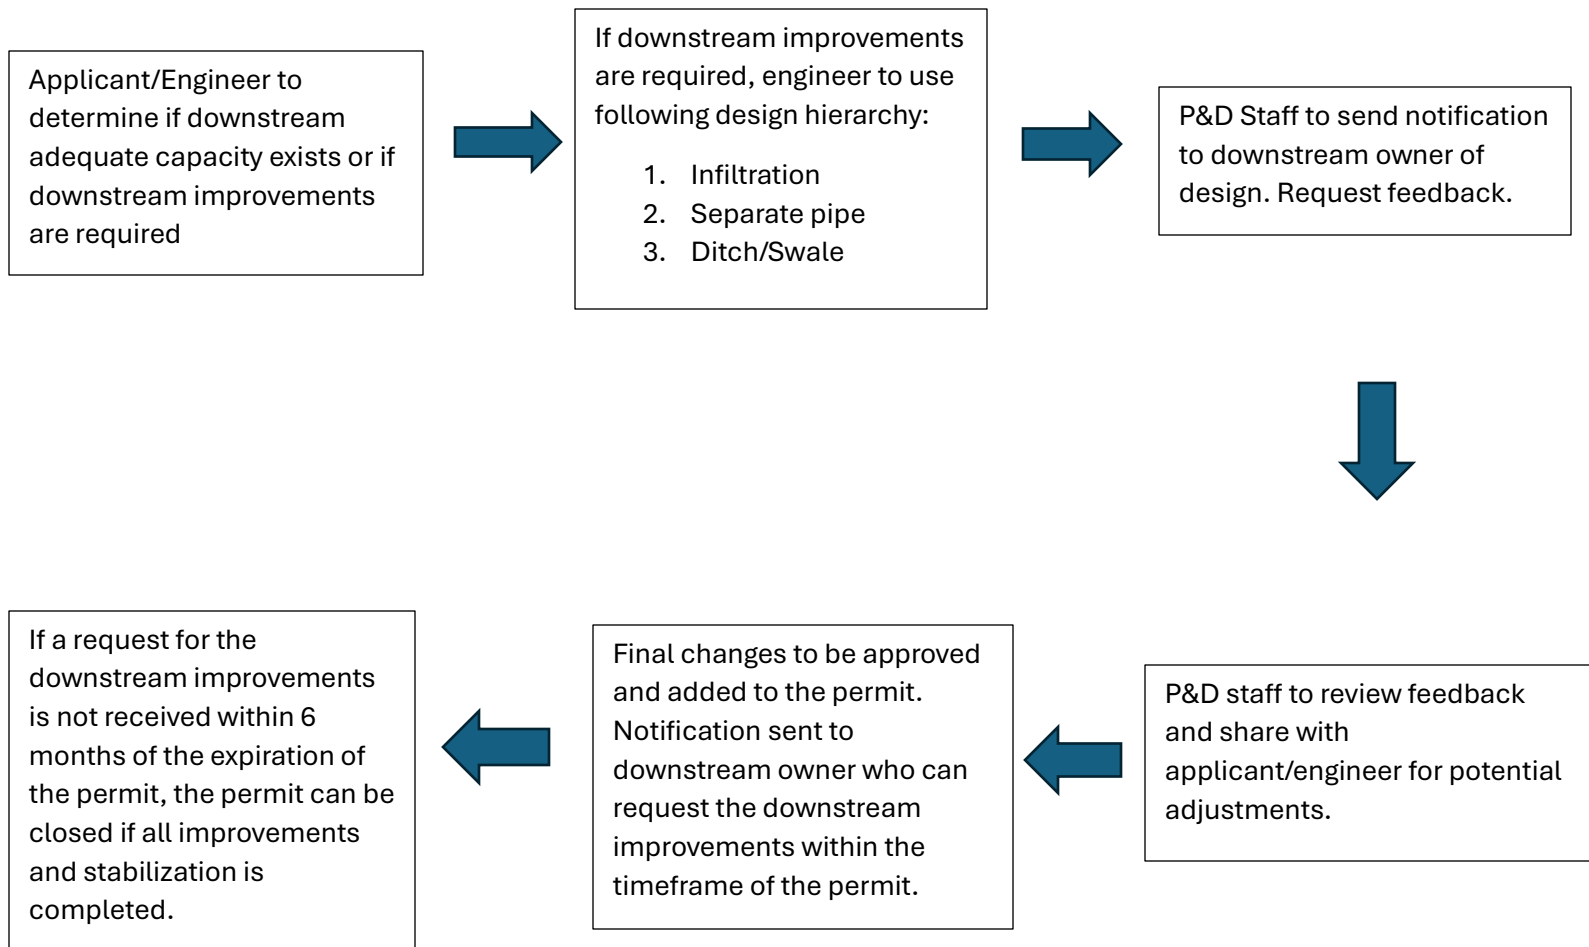 Applicant/Engineer to
determine if downstream
adequate capacity exists or if
downstream improvements
are required
If downstream improvements
are required, engineer to use
following design hierarchy:
1. Infiltration
2. Separate pipe
3. Ditch/Swale
P&D Staff to send notification
to downstream owner of
design. Request feedback.
P&D staff to review feedback
and share with
applicant/engineer for potential
adjustments.
Final changes to be approved
and added to the permit.
Notification sent to
downstream owner who can
request the downstream
improvements within the
timeframe of the permit.
If a request for the
downstream improvements
is not received within 6
months of the expiration of
the permit, the permit can be
closed if all improvements
and stabilization is
completed.